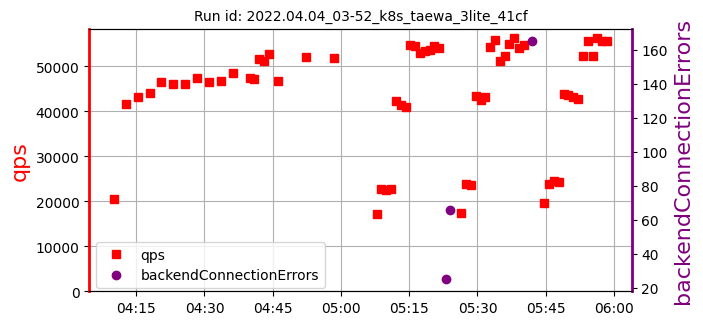 Run id: 2022.04.04_03-52_k8s_taewa_3lite_41cf
50000
40000
30000
20000
10000
0
qps
160
140
120
100
80
60
40
20
backendConnectionErrors
qps
backendConnectionErrors
04:15 04:30 04:45 05:00 05:15 05:30 05:45 06:00